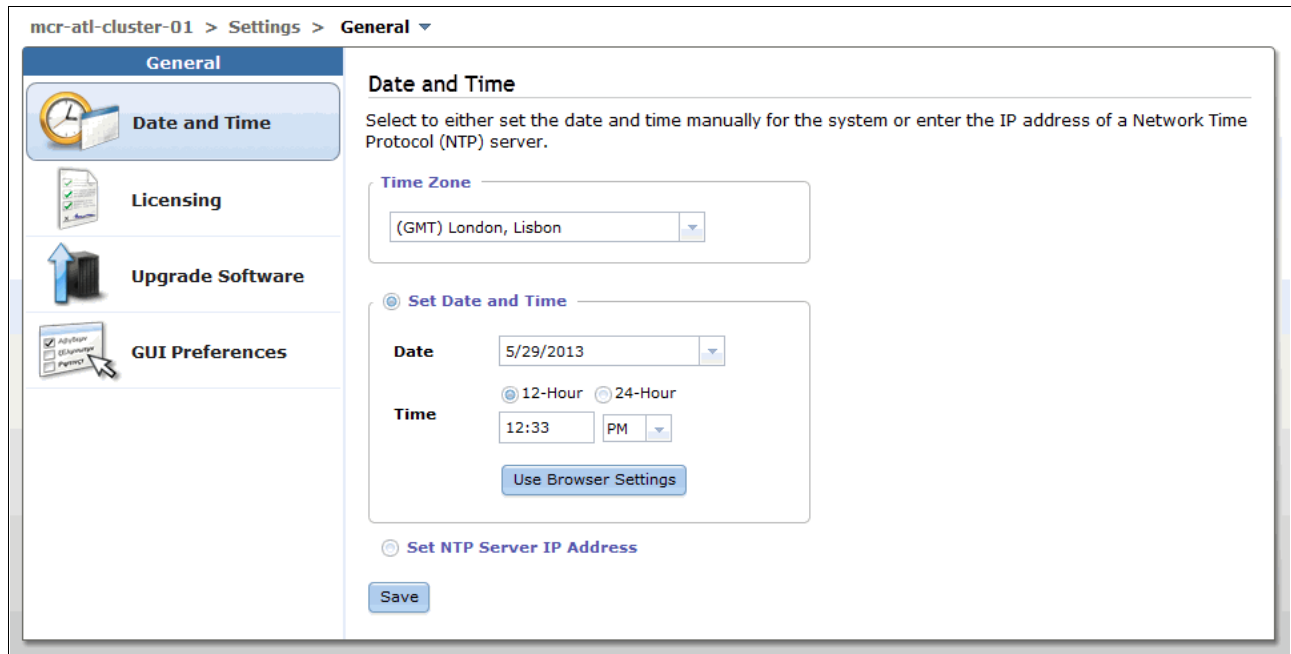 mcr-atl-cluster-01 > Settings > General
General
Date and Time
Licensing
Upgrade Software
GUI Preferences
Date and Time
Select to either set the date and time manually for the system or enter the IP address of a Network Time
Protocol (NTP) server.
Time Zone
(GMT) London, Lisbon
Set Date and Time
Date 5/29/2013
12-Hour 24-Hour
Time
12:33 PM
Use Browser Settings
Set NTP Server IP Address
Save